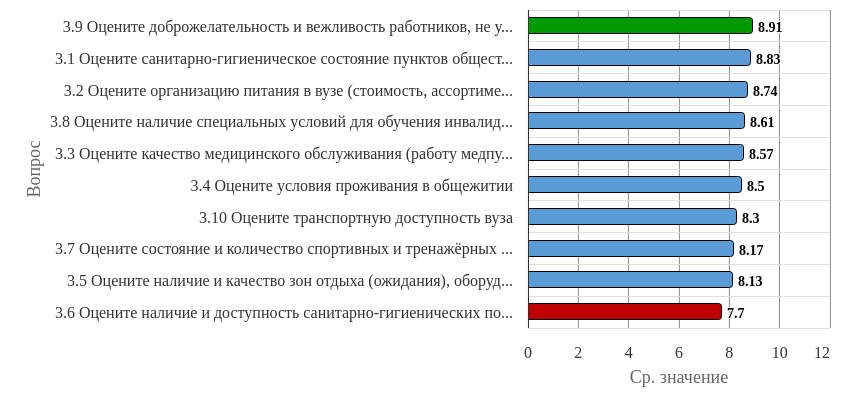 3.9 Оцените доброжелательность и вежливость работников, не у... 8.91
3.1 Оцените санитарно-гигиеническое состояние пунктов общест... 8.83
3.2 Оцените организацию питания в вузе (стоимость, ассортиме... 8.74
3.8 Оцените наличие специальных условий для обучения инвалид... 8.61
3.3 Оцените качество медицинского обслуживания (работу медпу... 8.57
3.4 Оцените условия проживания в общежитии 8.5
3.10 Оцените транспортную доступность вуза 8.3
3.7 Оцените состояние и количество спортивных и тренажёрных ... 8.17
3.5 Оцените наличие и качество зон отдыха (ожидания), оборуд... 8.13
3.6 Оцените наличие и доступность санитарно-гигиенических по... 7.7
Вопрос
0 2 4 6 8 10 12
Ср. значение